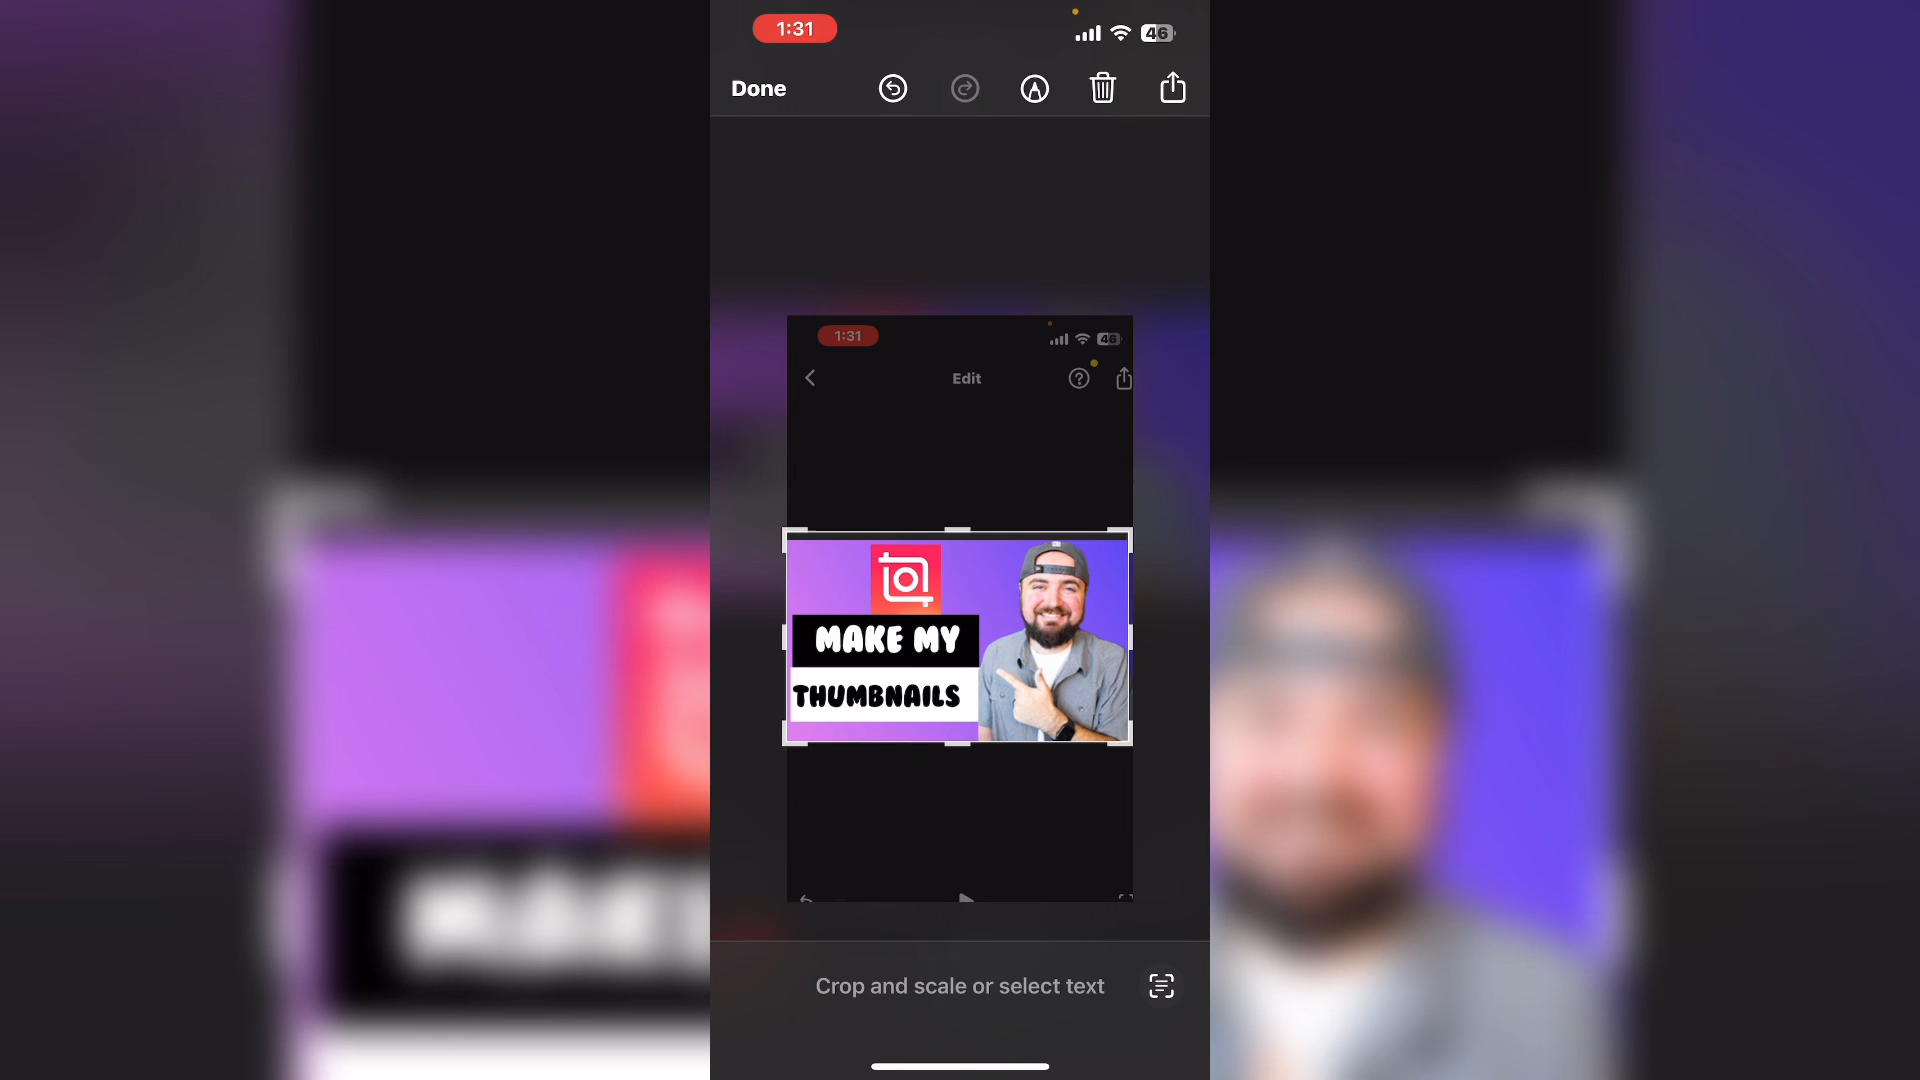 1:31
46
Done
1:31
46
Edit
MAKE MY
THUMBNAILS
Crop and scale or select text